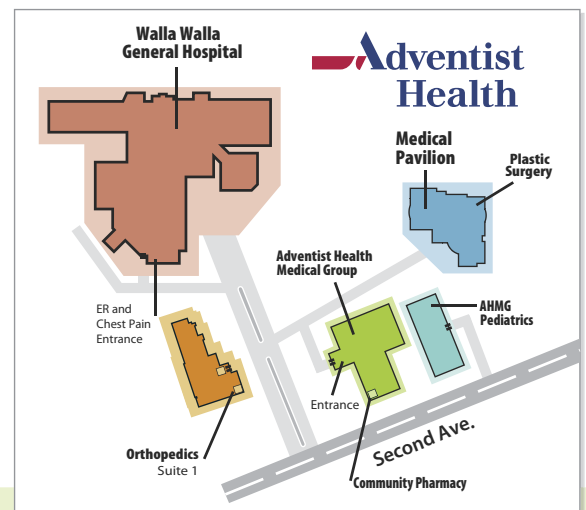 Walla Walla
General Hospital
Adventist
Health
Medical
Pavilion
Plastic
Surgery
Adventist Health
Medical Group
AHMG
Pediatrics
ER and
Chest Pain
Entrance
Entrance
Orthopedics
Suite 1
Second Ave.
Community Pharmacy